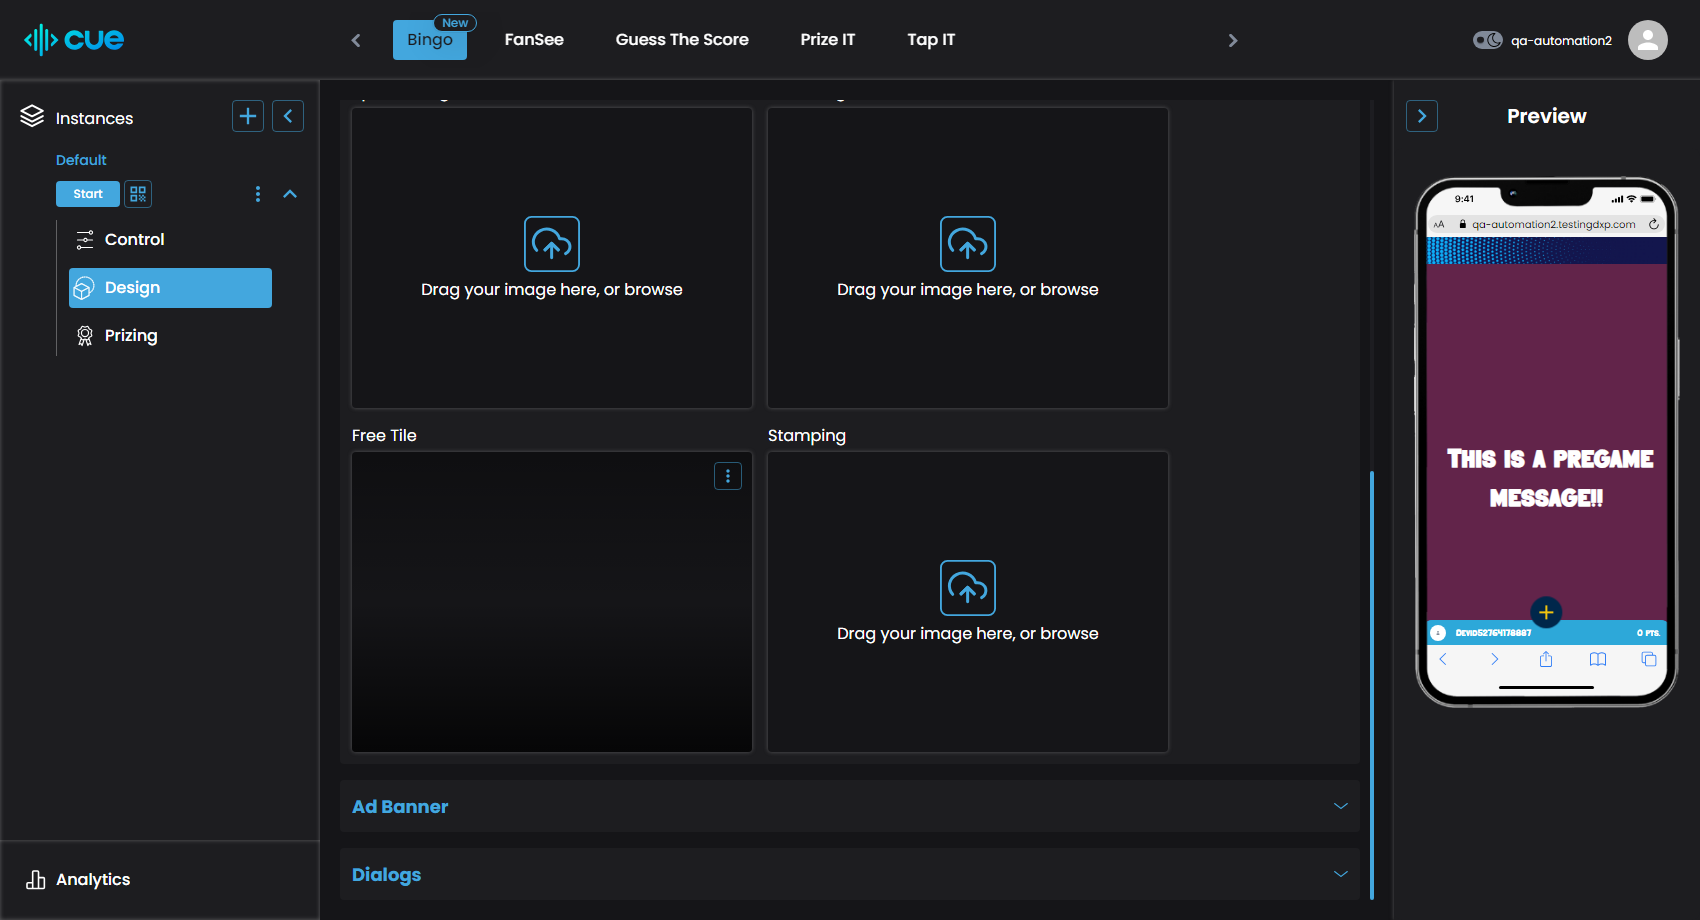 cue
Bingo
New
FanSee
Guess The Score
Prize IT
Tap IT
qa-automation2
Instances
Default
Start
Control
Design
Prizing
Analytics
Drag your image here, or browse
Drag your image here, or browse
Free Tile
Stamping
Drag your image here, or browse
Ad Banner
Dialogs
Preview
9:41
AA
qa-automation2.testingdxp.com
THIS IS A PREGAME
MESSAGE!!
0 PTS.